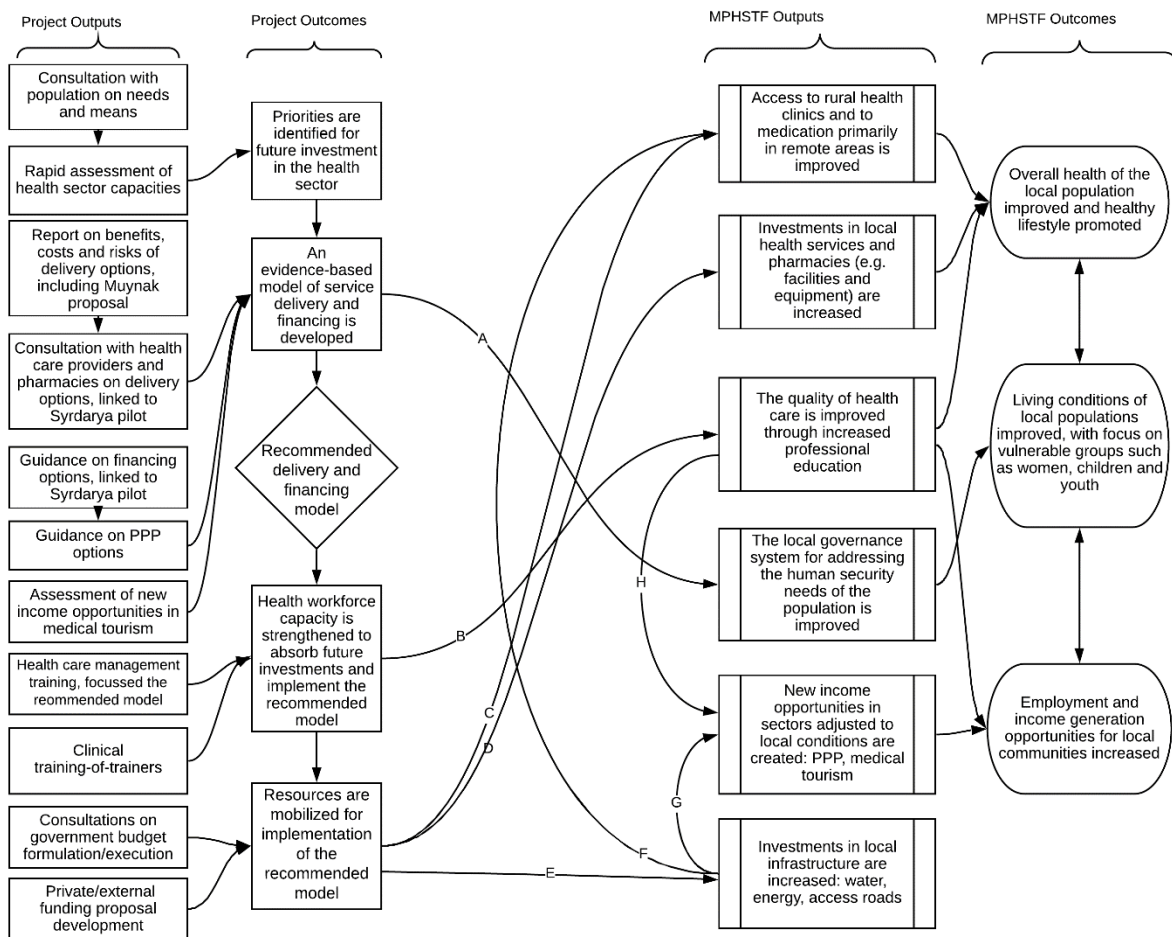 Project Outputs
Project Outcomes
MPHSTF Outputs
MPHSTF Outcomes
Consultation with
population on needs
and means
Rapid assessment of
health sector capacities
Report on benefits,
costs and risks of
delivery options,
including Muynak
proposal
Consultation with health
care providers and
pharmacies on delivery
options, linked to
Syrdarya pilot
Guidance on financing
options, linked to
Syrdarya pilot
Guidance on PPP
options
Assessment of new
income opportunities in
medical tourism
Health care management
training, focussed the
reommended model
Clinical
training-of-trainers
Consultations on
government budget
formulation/execution
Private/external
funding proposal
development
Priorities are
identified for
future investment
in the health
sector
An
evidence-based
model of service
delivery and
financing is
developed
Recommended
delivery and
financing
model
Health workforce
capacity is
strengthened to
absorb future
investments and
implement the
recommended
model
Resources are
mobilized for
implementation
of the
recommended
model
A
B
C
D
E
F
G
H
Access to rural health
clinics and to
medication primarily
in remote areas is
improved
Investments in local
health services and
pharmacies (e.g.
facilities and
equipment) are
increased
The quality of health
care is improved
through increased
professional
education
The local governance
system for addressing
the human security
needs of the
population is
improved
New income
opportunities in
sectors adjusted to
local conditions are
created: PPP, medical
tourism
Investments in local
infrastructure are
increased: water,
energy, access roads
Overall health of the
local population
improved and healthy
lifestyle promoted
Living conditions of
local populations
improved, with focus on
vulnerable groups such
as women, children and
youth
Employment and
income generation
opportunities for local
communities increased